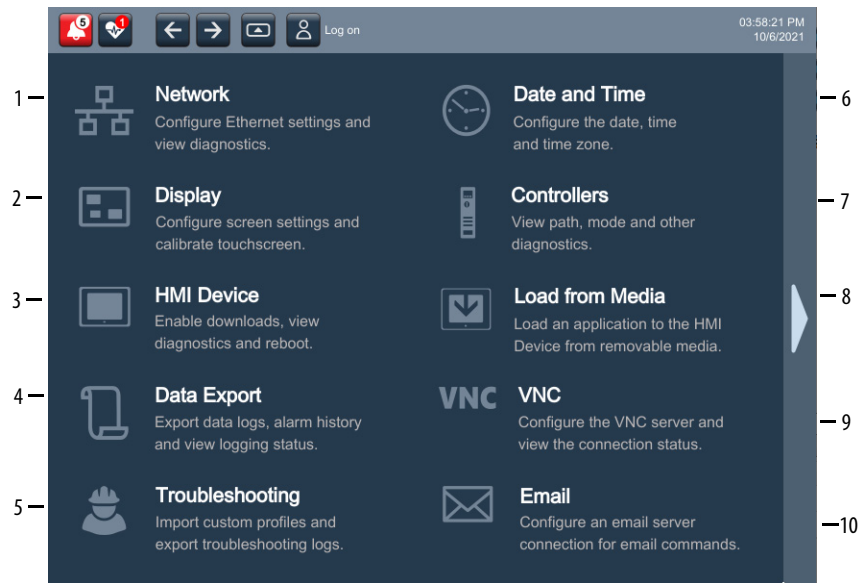 5
1
Log on
03:58:21 PM
10/6/2021
1
Network
Configure Ethernet settings and
view diagnostics.
2
Display
Configure screen settings and
calibrate touchscreen.
3
HMI Device
Enable downloads, view
diagnostics and reboot.
4
Data Export
Export data logs, alarm history
and view logging status.
5
Troubleshooting
Import custom profiles and
export troubleshooting logs.
Date and Time
Configure the date, time
and time zone.
6
Controllers
View path, mode and other
diagnostics.
7
Load from Media
Load an application to the HMI
Device from removable media.
8
VNC
VNC
Configure the VNC server and
view the connection status.
9
Email
Configure an email server
connection for email commands.
10